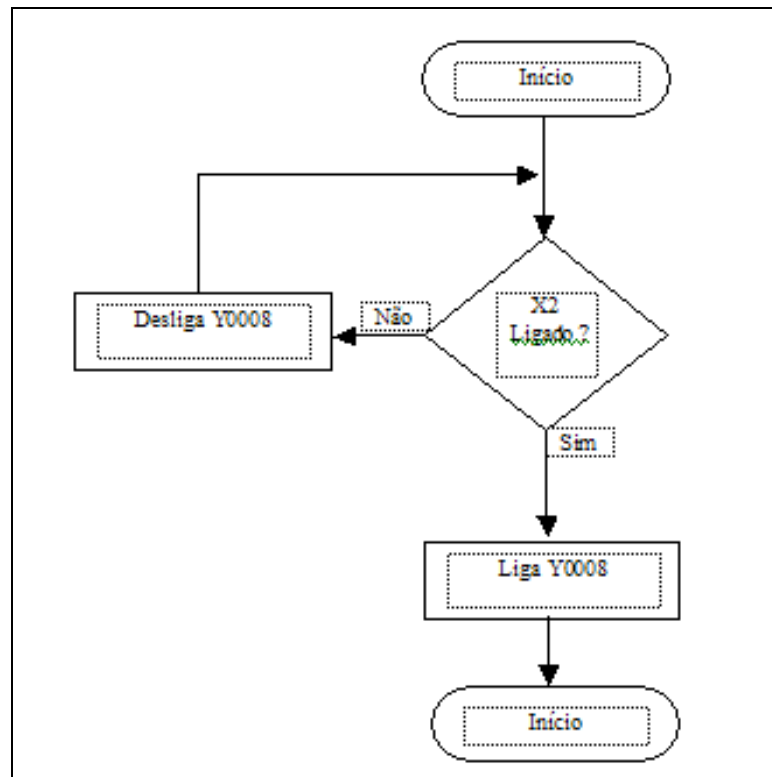 Início
X2
Ligado ?
Não
Desliga Y0008
Sim
Liga Y0008
Início